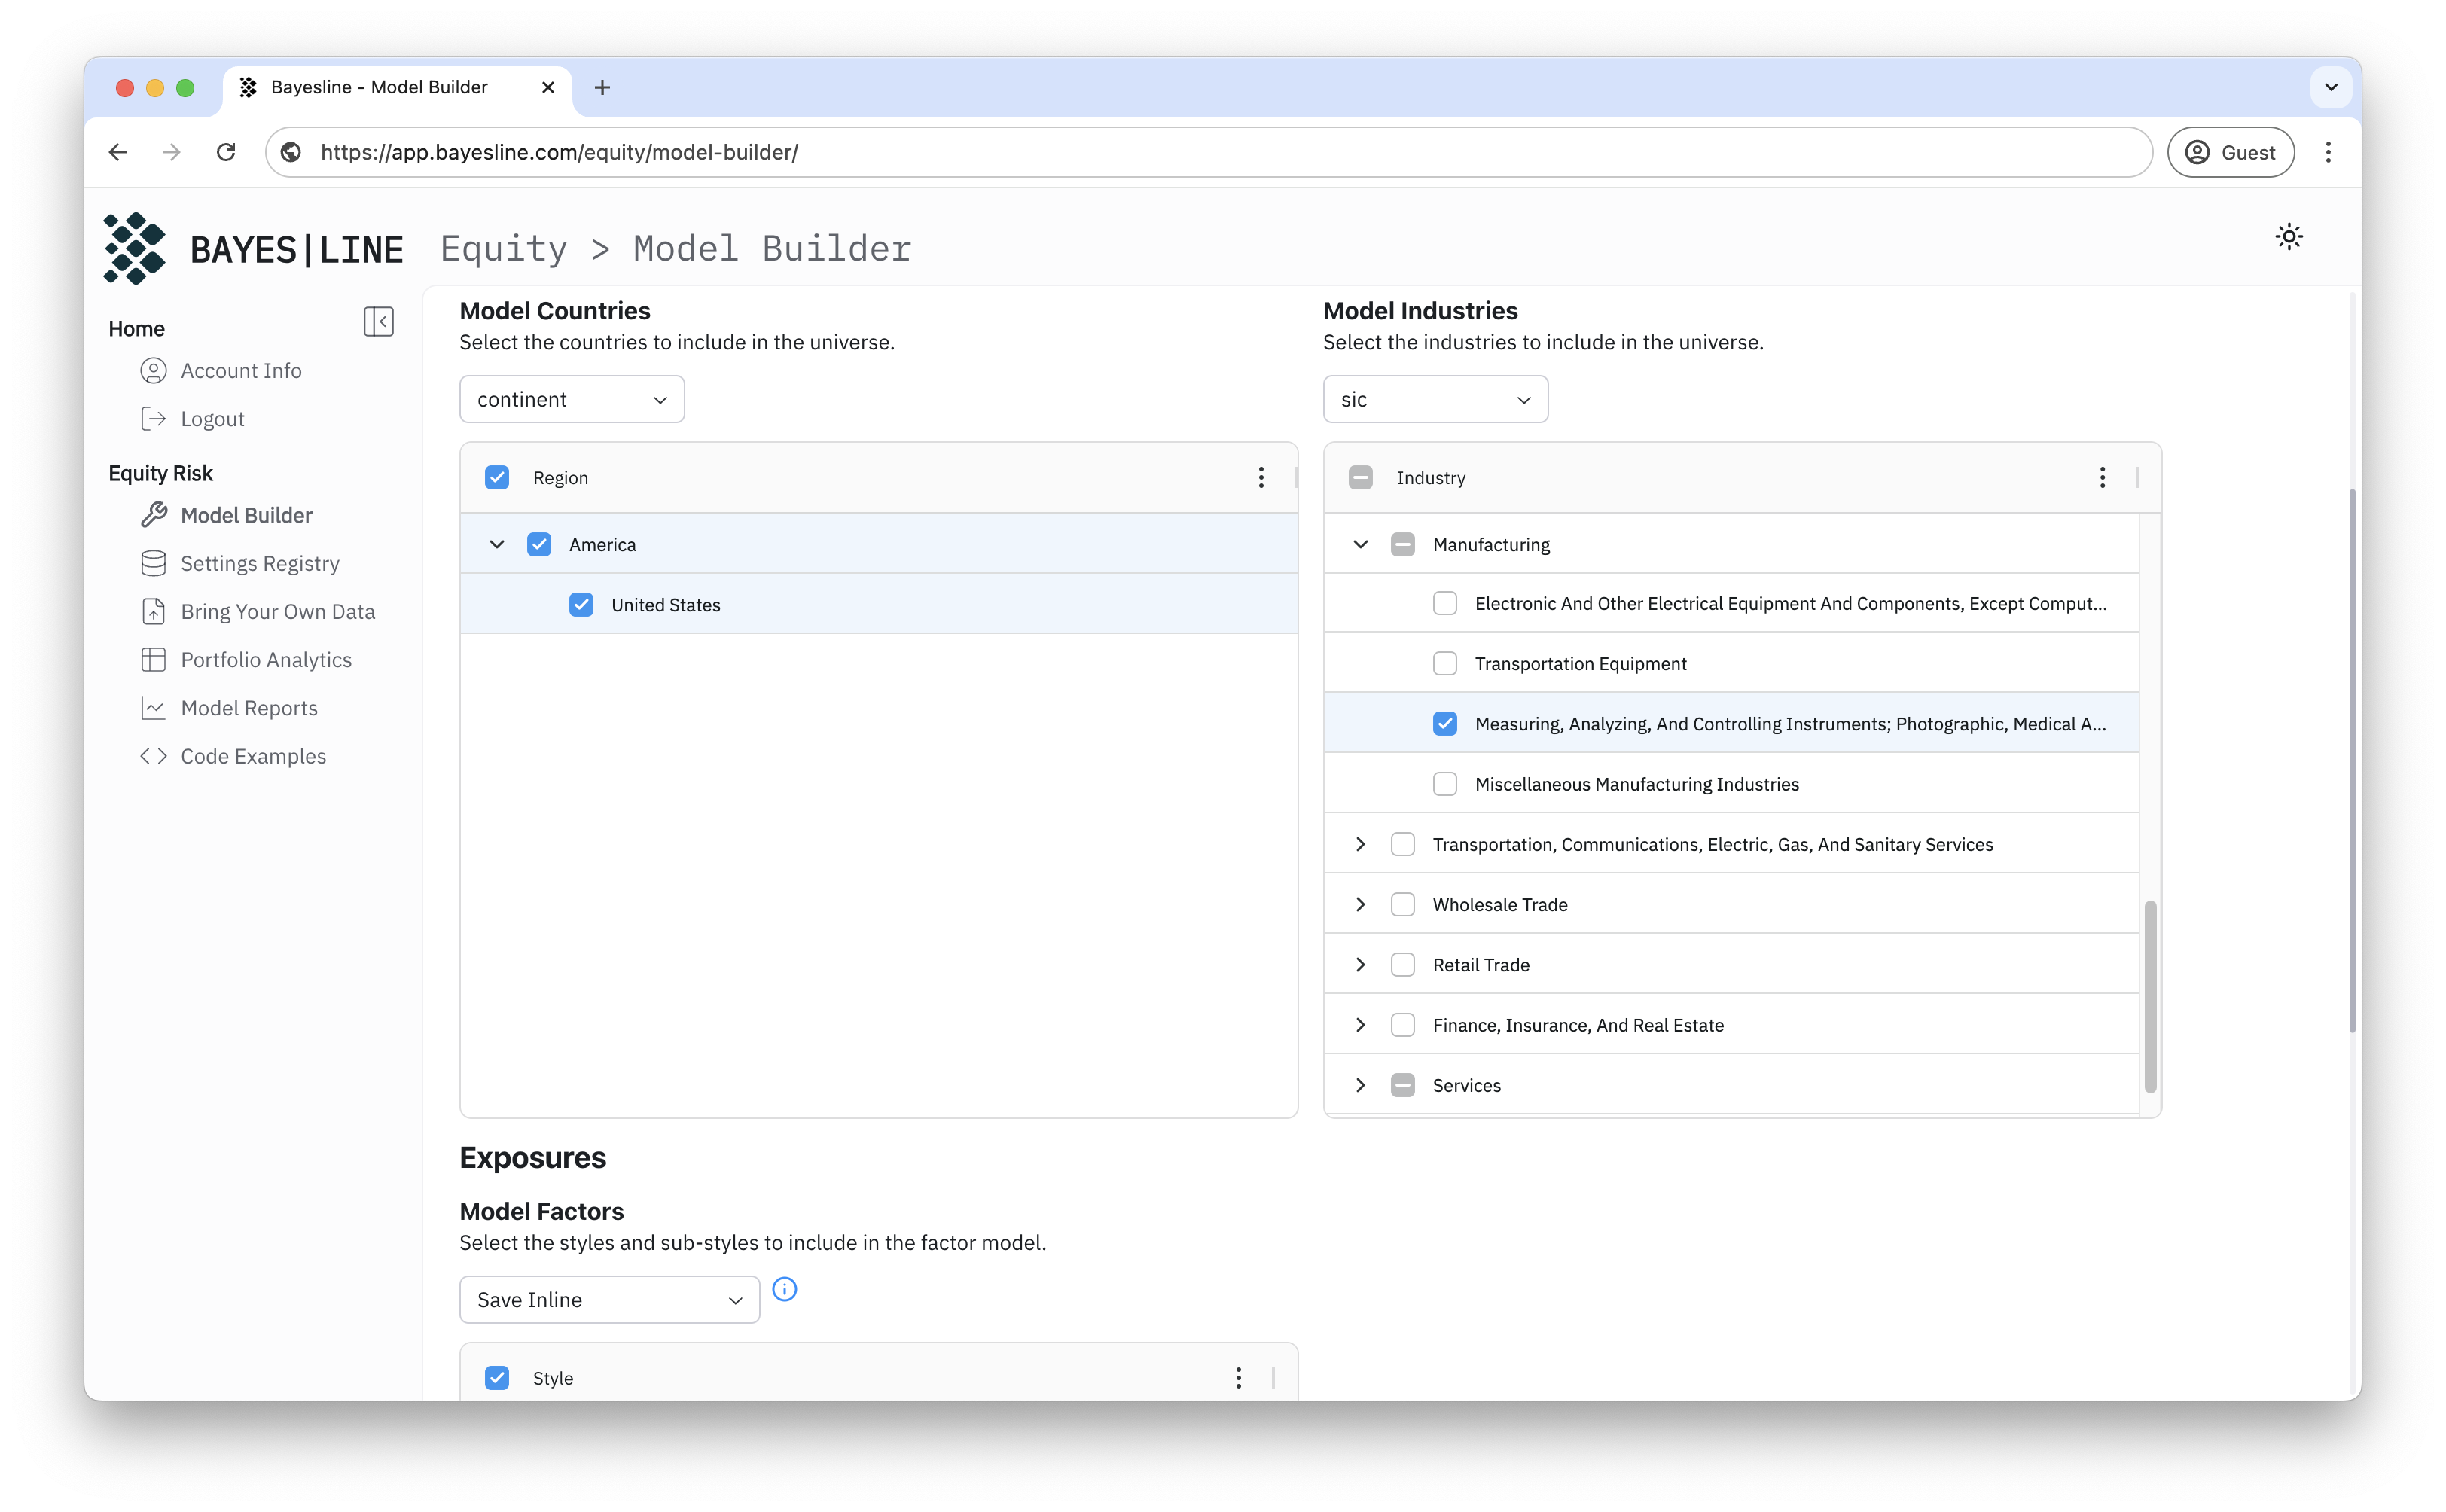 Bayesline - Model Builder
https://app.bayesline.com/equity/model-builder/
Guest
BAYES|LINE
Equity > Model Builder
Home
Account Info
Logout
Equity Risk
Model Builder
Settings Registry
Bring Your Own Data
Portfolio Analytics
Model Reports
Code Examples
Model Countries
Select the countries to include in the universe.
continent
Region
America
United States
Model Industries
Select the industries to include in the universe.
sic
Industry
Manufacturing
Electronic And Other Electrical Equipment And Components, Except Comput...
Transportation Equipment
Measuring, Analyzing, And Controlling Instruments; Photographic, Medical A...
Miscellaneous Manufacturing Industries
Transportation, Communications, Electric, Gas, And Sanitary Services
Wholesale Trade
Retail Trade
Finance, Insurance, And Real Estate
Services
Exposures
Model Factors
Select the styles and sub-styles to include in the factor model.
Save Inline
Style